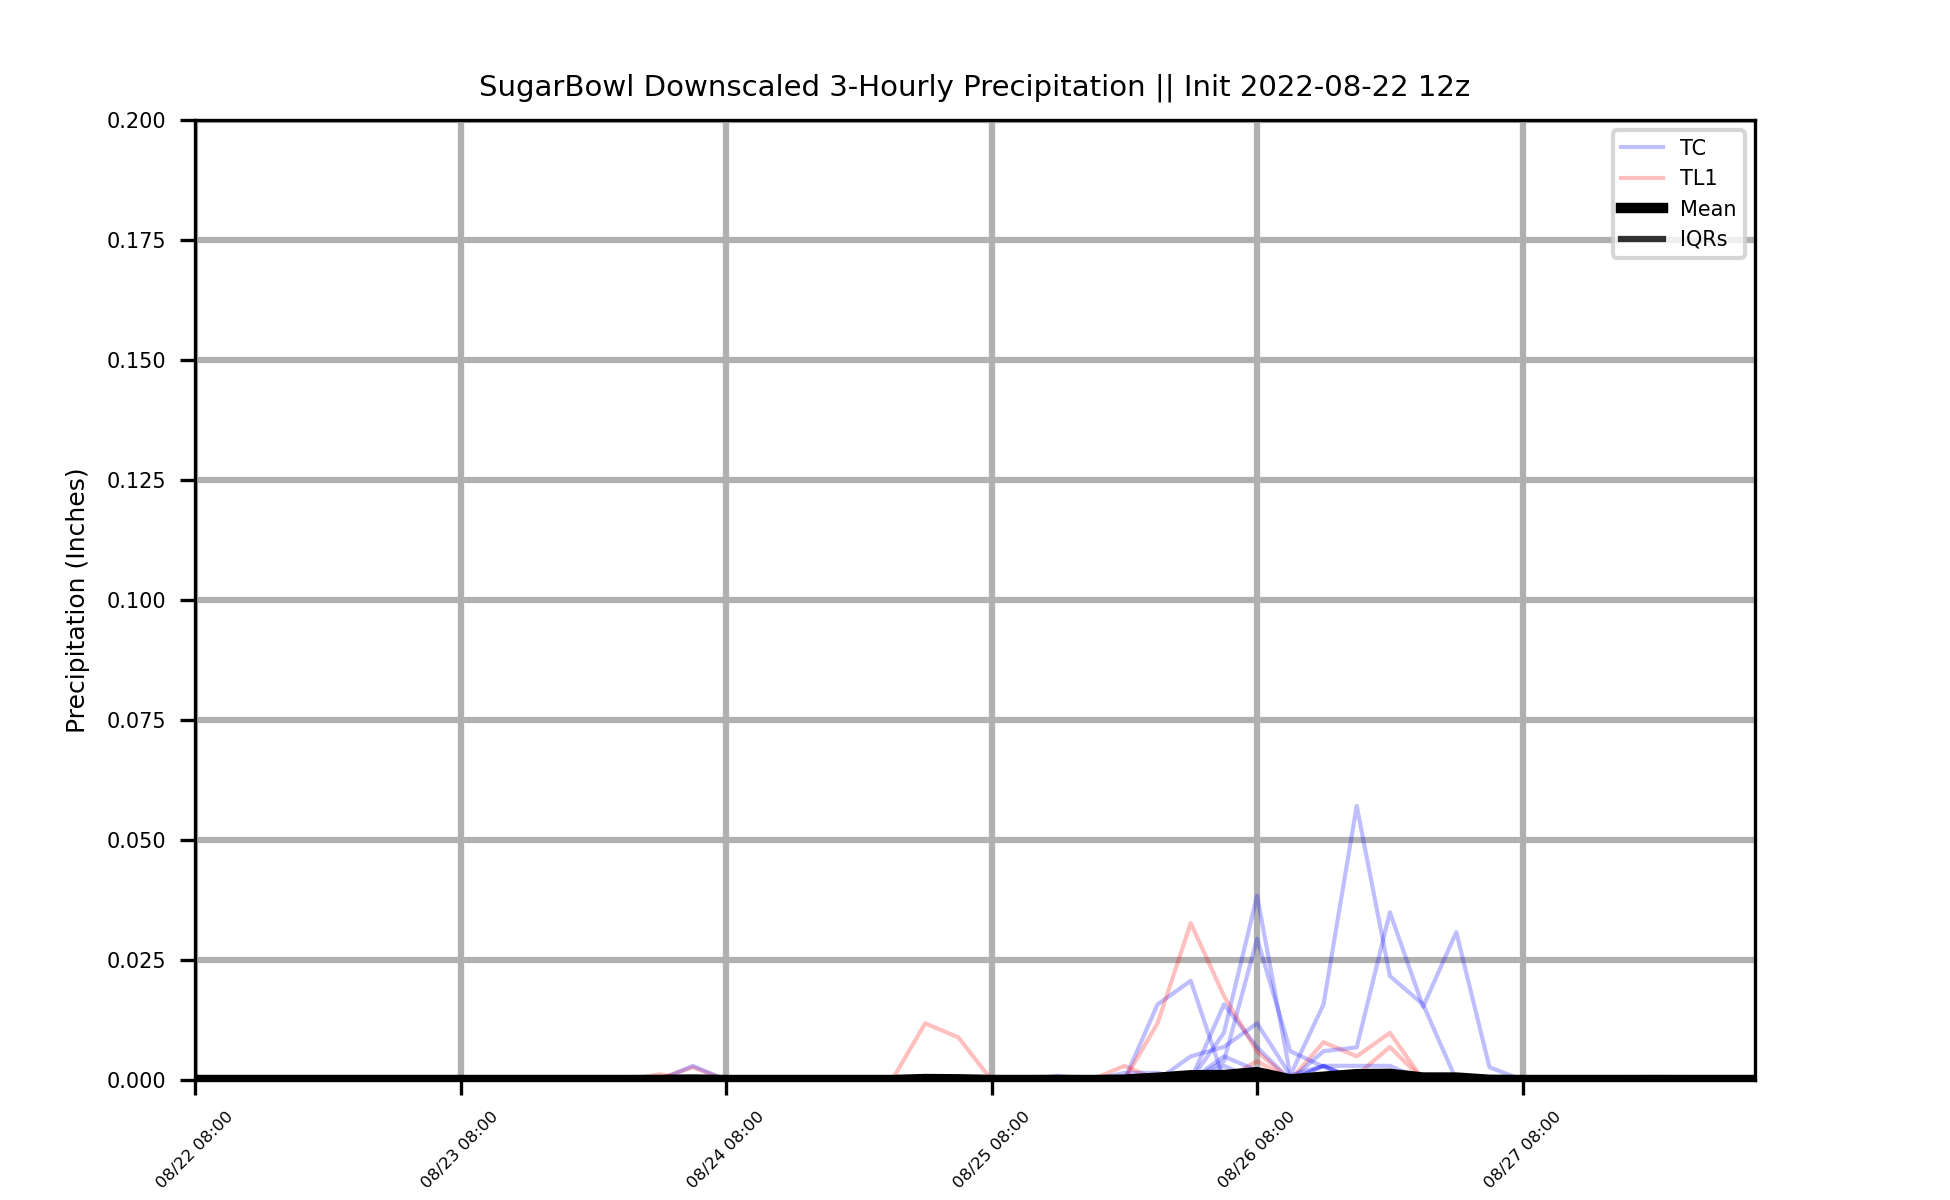 SugarBowl Downscaled 3-Hourly Precipitation || Init 2022-08-22 12z
TC
TL1
Mean
IQRs
Precipitation (Inches)
0.200
0.175
0.150
0.125
0.100
0.075
0.050
0.025
0.000
08/22 08:00
08/23 08:00
08/24 08:00
08/25 08:00
08/26 08:00
08/27 08:00